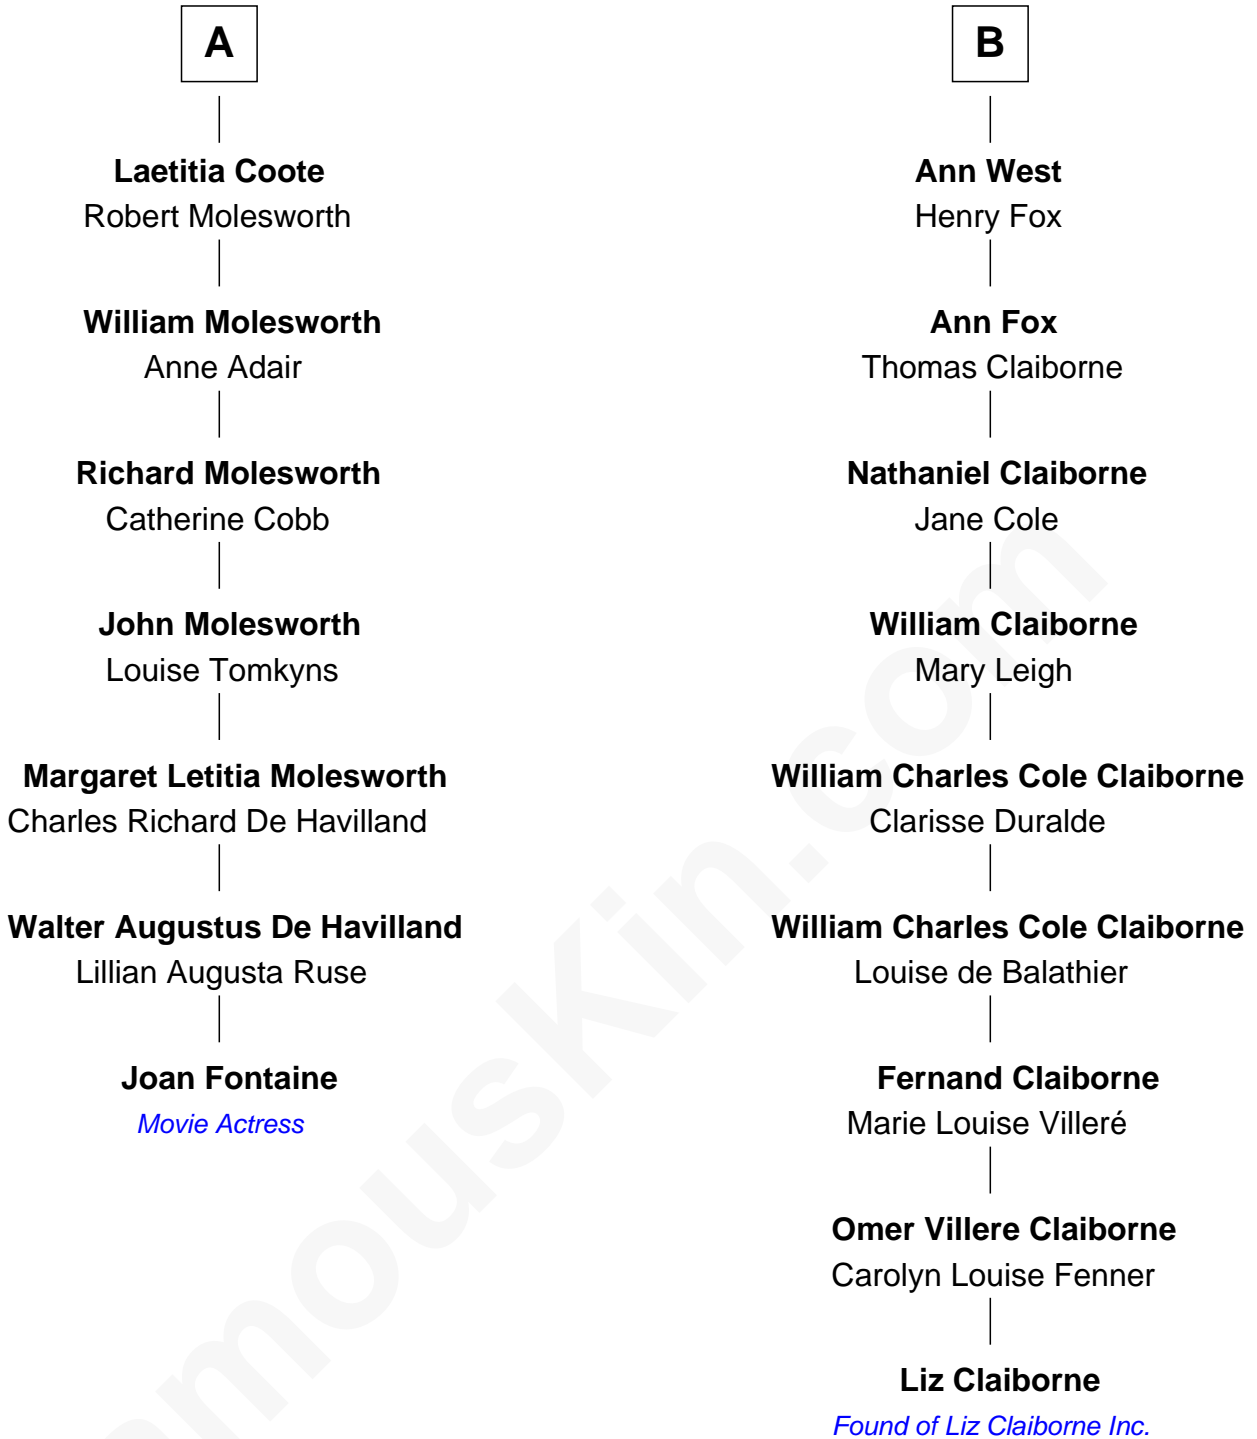 A
Laetitia Coote
Robert Molesworth
William Molesworth
Anne Adair
Richard Molesworth
Catherine Cobb
John Molesworth
Louise Tomkyns
Margaret Letitia Molesworth
Charles Richard De Havilland
Walter Augustus De Havilland
Lillian Augusta Ruse
Joan Fontaine
Movie Actress
B
Ann West
Henry Fox
Ann Fox
Thomas Claiborne
Nathaniel Claiborne
Jane Cole
William Claiborne
Mary Leigh
William Charles Cole Claiborne
Clarisse Duralde
William Charles Cole Claiborne
Louise de Balathier
Fernand Claiborne
Marie Louise Villeré
Omer Villere Claiborne
Carolyn Louise Fenner
Liz Claiborne
Found of Liz Claiborne Inc.
amousKin.com